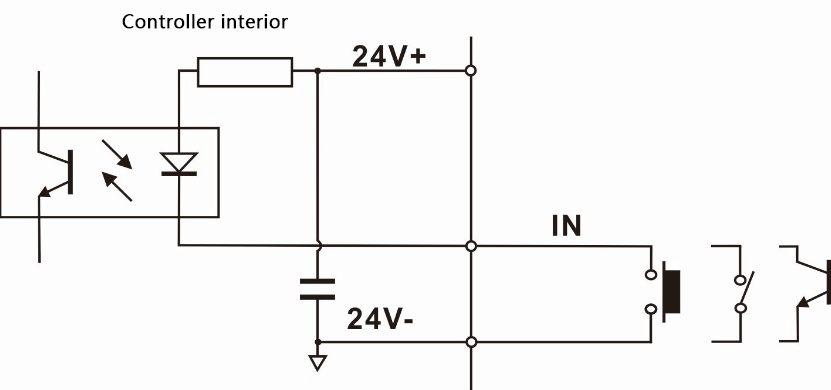 Controller interior
24V+
IN
24V-